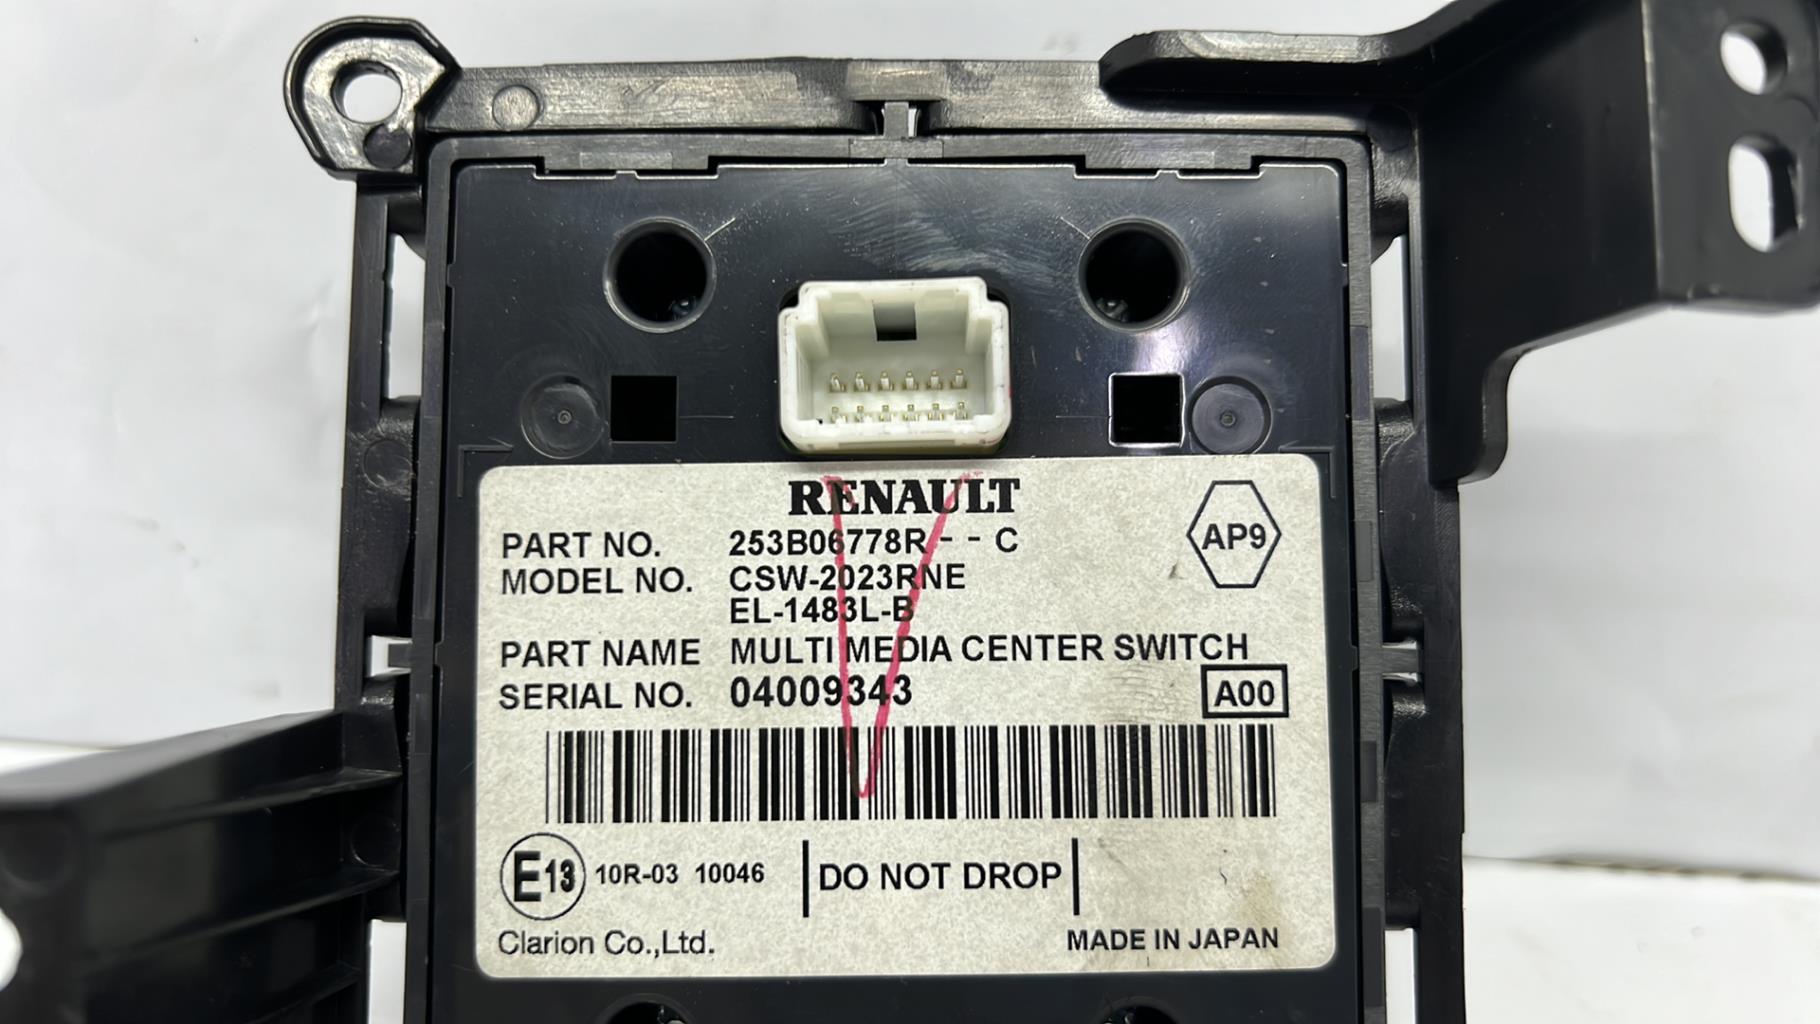 RENAULT
PART NO. 253B06778R - - C
AP9
MODEL NO. CSW-2023RNE
EL-1483L-B
PART NAME MULTI MEDIA CENTER SWITCH
SERIAL NO. 04009343
A00
E13 10R-03 10046 DO NOT DROP
Clarion Co.,Ltd. MADE IN JAPAN